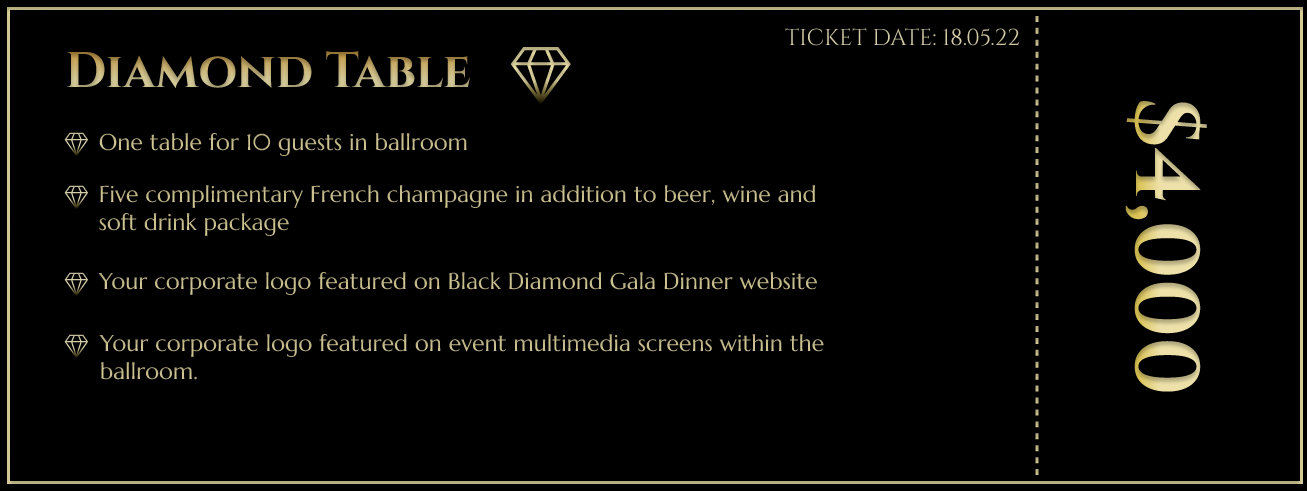 TICKET DATE: 18.05.22
Diamond Table
One table for 10 guests in ballroom
Five complimentary French champagne in addition to beer, wine and
soft drink package
Your corporate logo featured on Black Diamond Gala Dinner website
Your corporate logo featured on event multimedia screens within the
ballroom.
$4,000